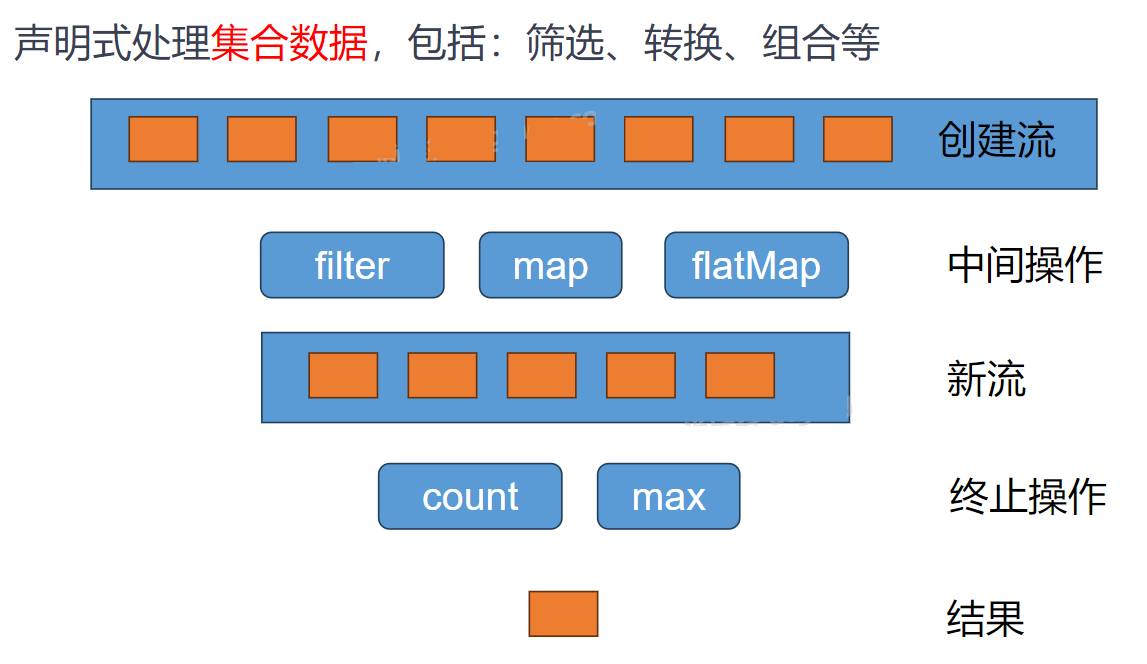 声明式处理集合数据，包括：筛选、转换、组合等
创建流
filter map flatMap 中间操作
新流
count max 终止操作
结果